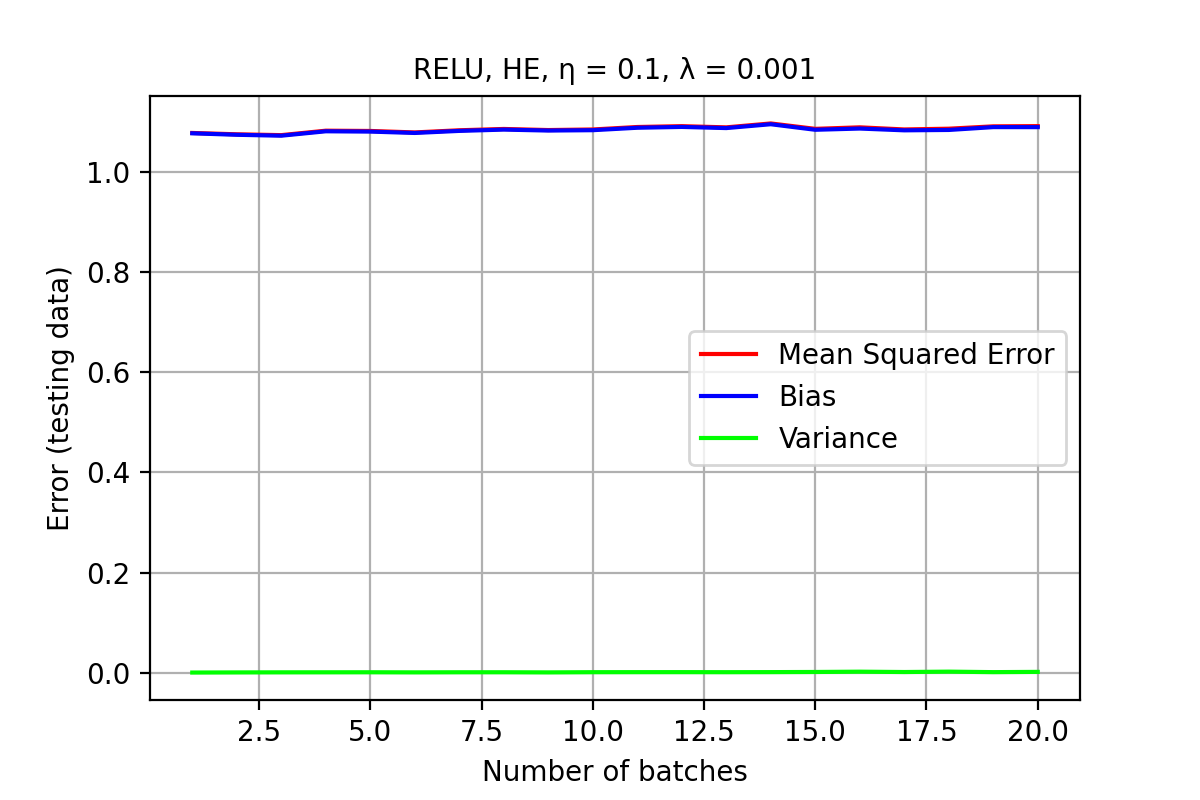 RELU, HE, η = 0.1, λ = 0.001
Error (testing data)
1.0
0.8
0.6
0.4
0.2
0.0
Mean Squared Error
Bias
Variance
2.5 5.0 7.5 10.0 12.5 15.0 17.5 20.0
Number of batches